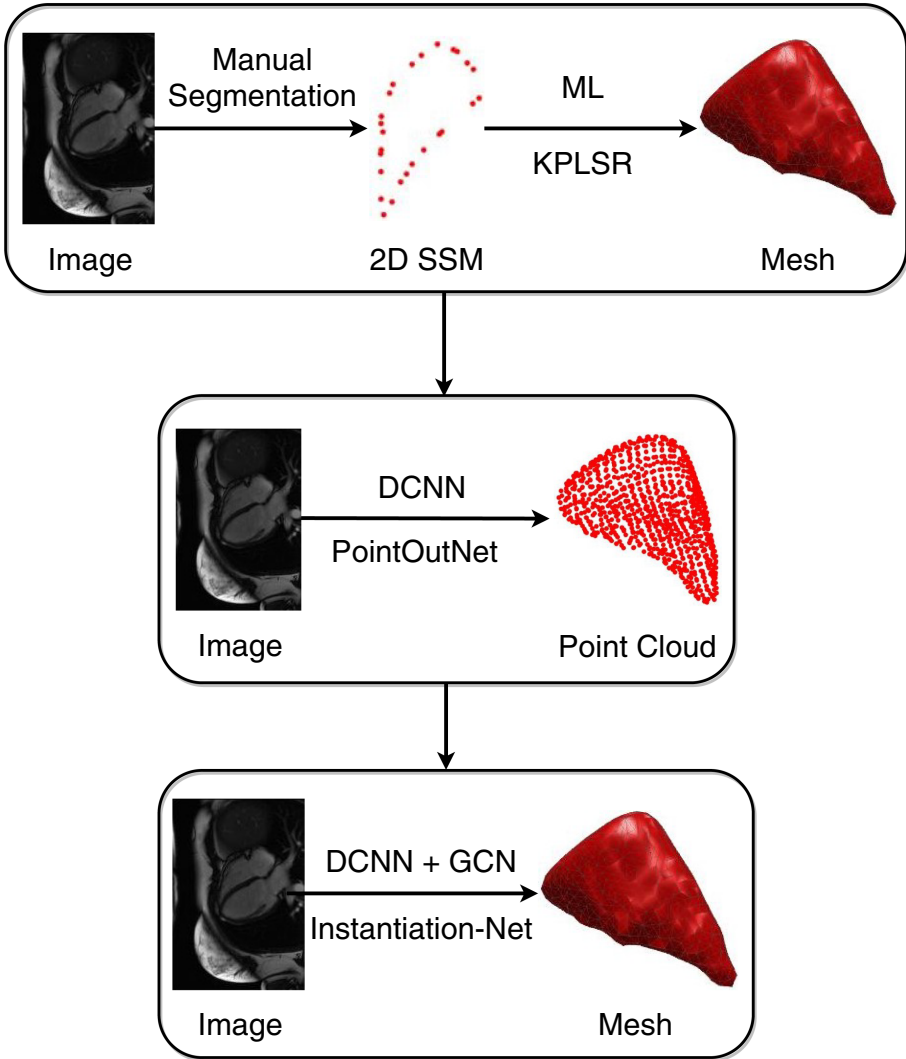 Manual
Segmentation
ML
KPLSR
Image
2D SSM
Mesh
DCNN
PointOutNet
Image
Point Cloud
DCNN + GCN
Instantiation-Net
Image
Mesh